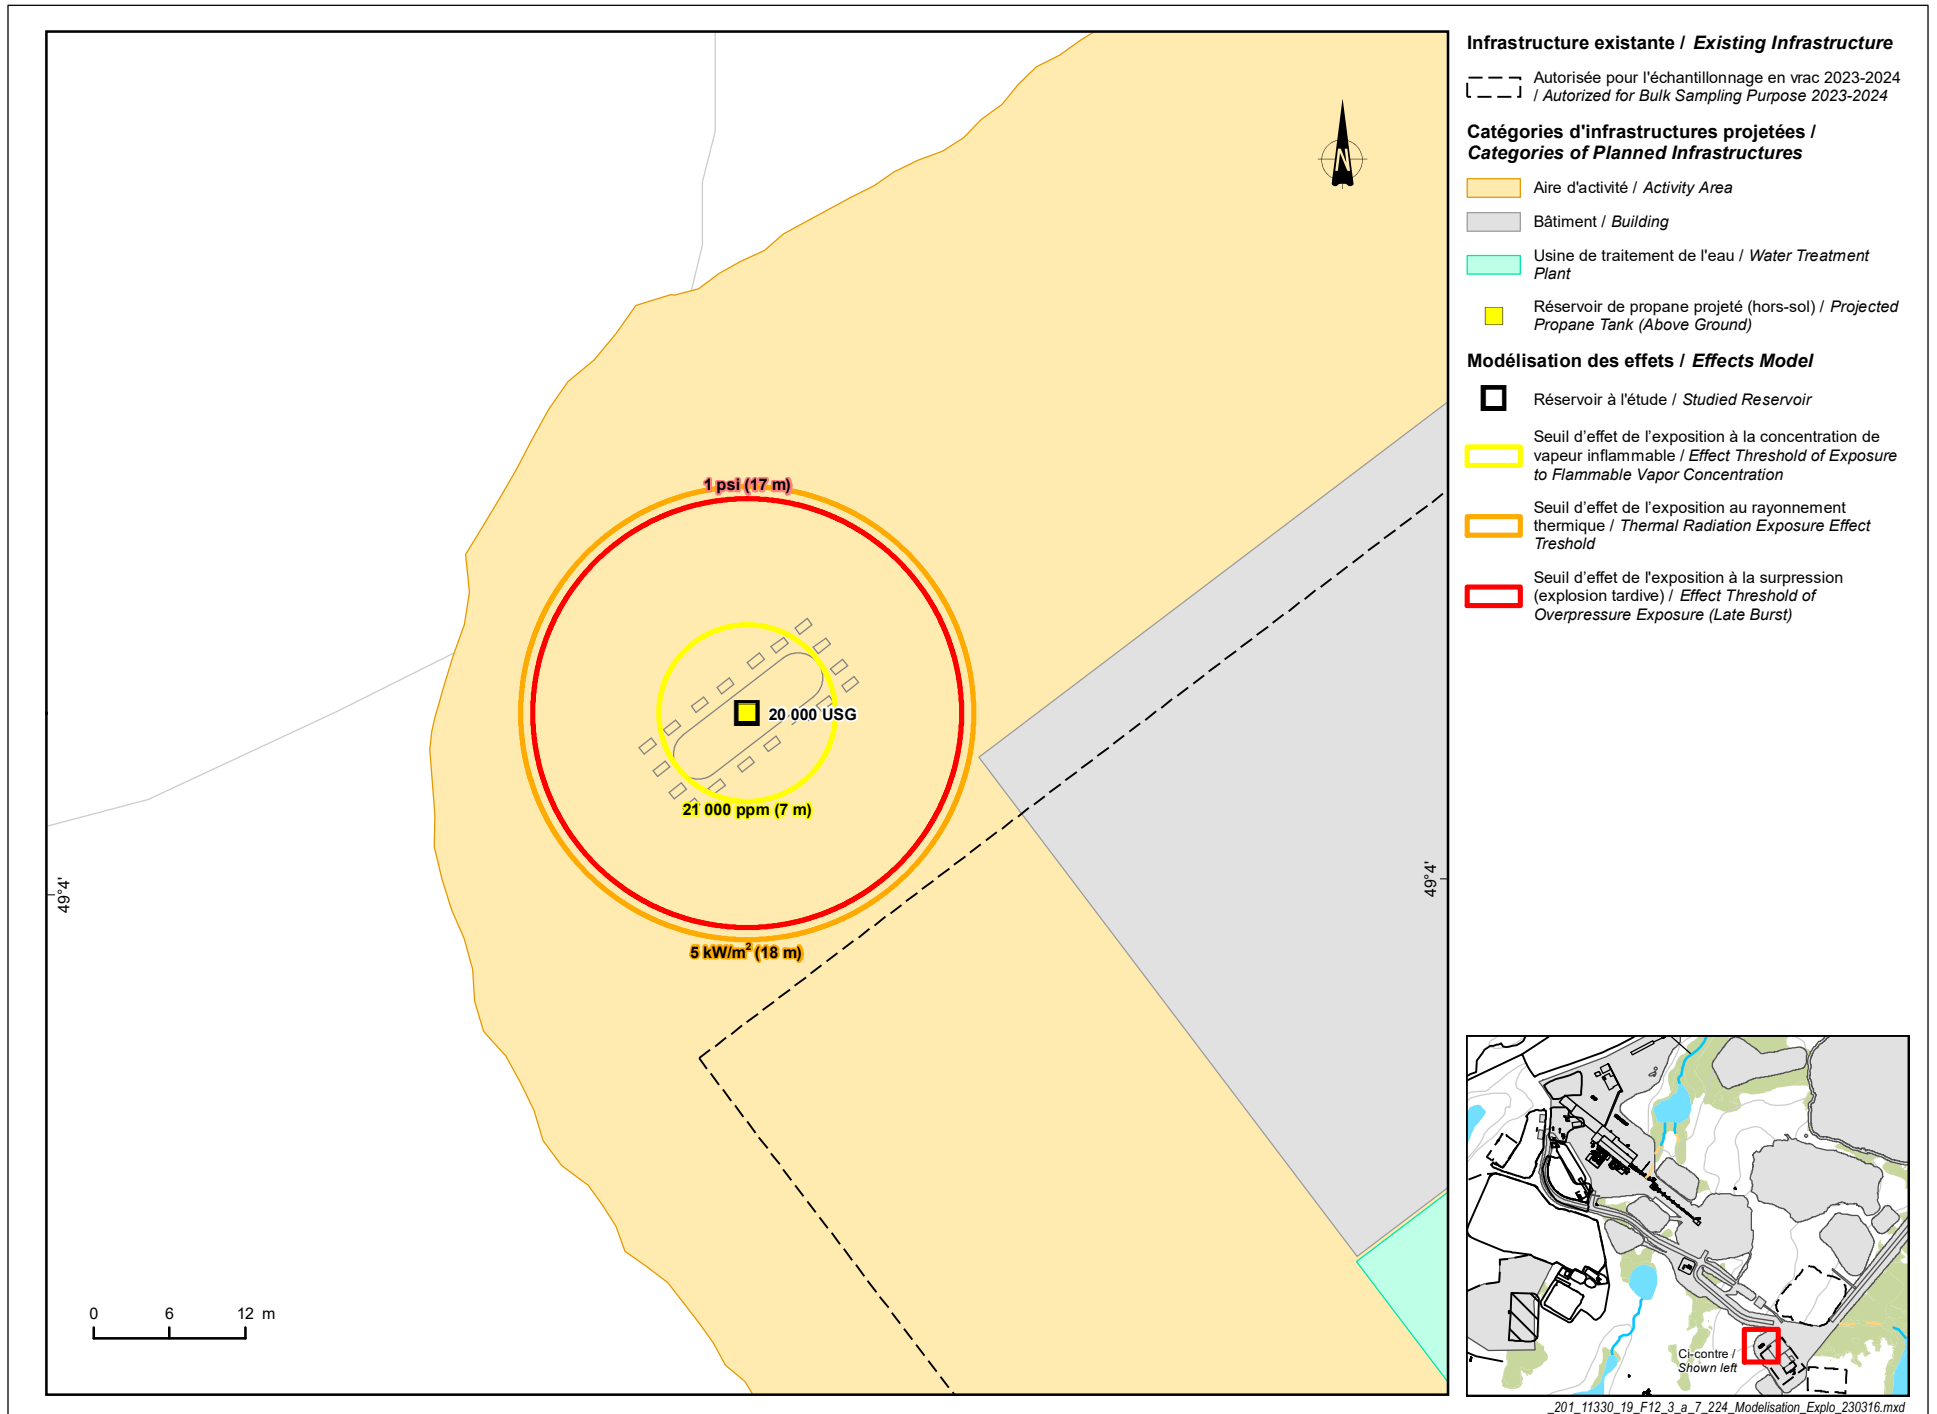 1 psi (17 m)
20 000 USG
21 000 ppm (7 m)
5 kW/m² (18 m)
49°4'
49°4'
N
0 6 12 m
Infrastructure existante / Existing Infrastructure
Autorisée pour l'échantillonnage en vrac 2023-2024
/ Autorized for Bulk Sampling Purpose 2023-2024
Catégories d'infrastructures projetées /
Categories of Planned Infrastructures
Aire d'activité / Activity Area
Bâtiment / Building
Usine de traitement de l'eau / Water Treatment
Plant
Réservoir de propane projeté (hors-sol) / Projected
Propane Tank (Above Ground)
Modélisation des effets / Effects Model
Réservoir à l'étude / Studied Reservoir
Seuil d’effet de l’exposition à la concentration de
vapeur inflammable / Effect Threshold of Exposure
to Flammable Vapor Concentration
Seuil d’effet de l’exposition au rayonnement
thermique / Thermal Radiation Exposure Effect
Treshold
Seuil d’effet de l'exposition à la surpression
(explosion tardive) / Effect Threshold of
Overpressure Exposure (Late Burst)
Ci-contre /
Shown left
_201_11330_19_F12_3_a_7_224_Modelisation_Explo_230316.mxd